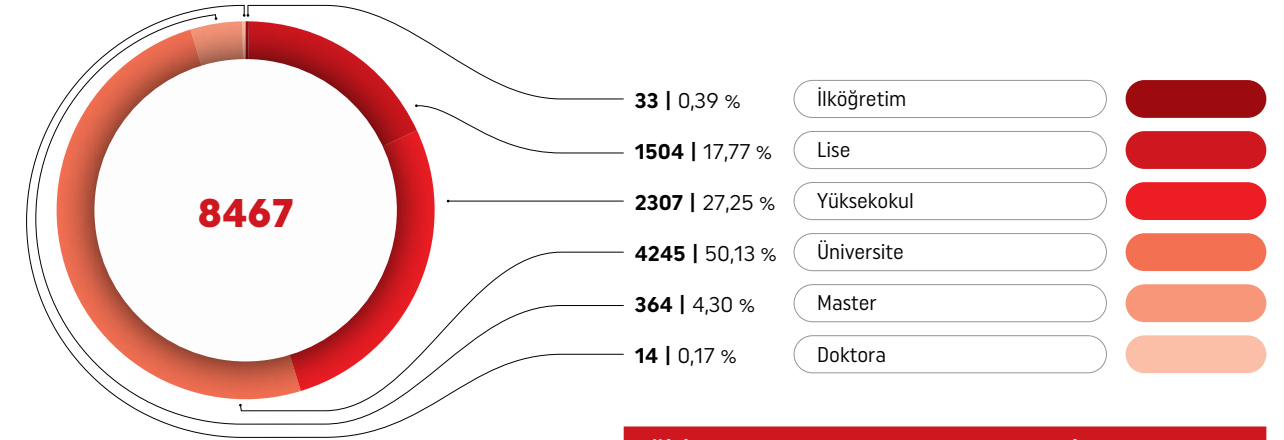 8467
33 | 0,39 % İlköğretim
1504 | 17,77 % Lise
2307 | 27,25 % Yüksekokul
4245 | 50,13 % Üniversite
364 | 4,30 % Master
14 | 0,17 % Doktora